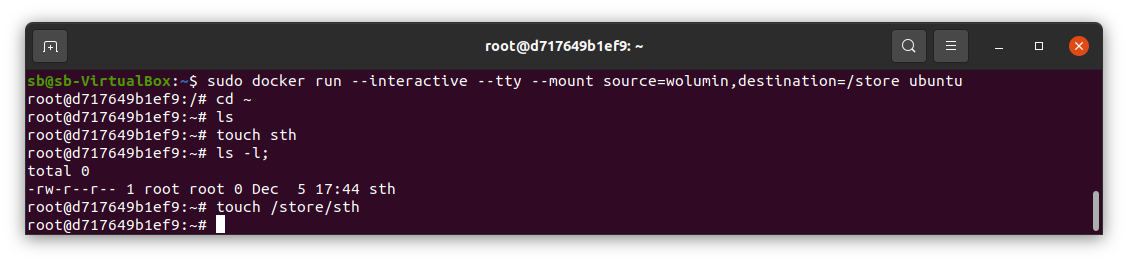 root@d717649b1ef9: ~
sb@sb-VirtualBox:~$ sudo docker run --interactive --tty --mount source=wolumin,destination=/store ubuntu
root@d717649b1ef9:/# cd ~
root@d717649b1ef9:~# ls
root@d717649b1ef9:~# touch sth
root@d717649b1ef9:~# ls -l;
total 0
-rw-r--r-- 1 root root 0 Dec  5 17:44 sth
root@d717649b1ef9:~# touch /store/sth
root@d717649b1ef9:~#